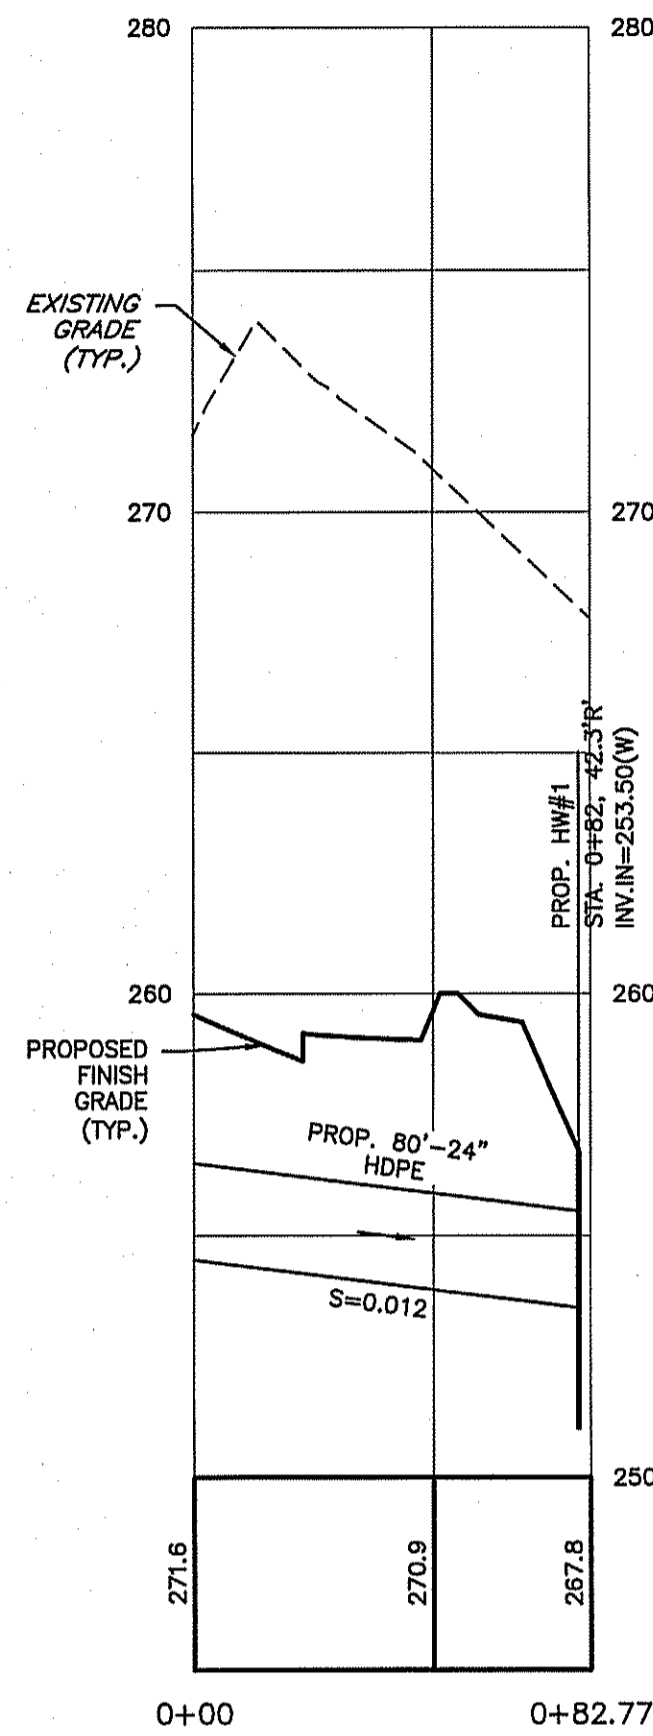 280
280
EXISTING
GRADE
(TYP.)
270
270
PROP. HW#1
STA. 0+82, 42.3'R'
INV.IN=253.50(W)
260
260
PROPOSED
FINISH
GRADE
(TYP.)
PROP. 80'-24"
HDPE
S=0.012
250
271.6
270.9
267.8
0+00
0+82.77